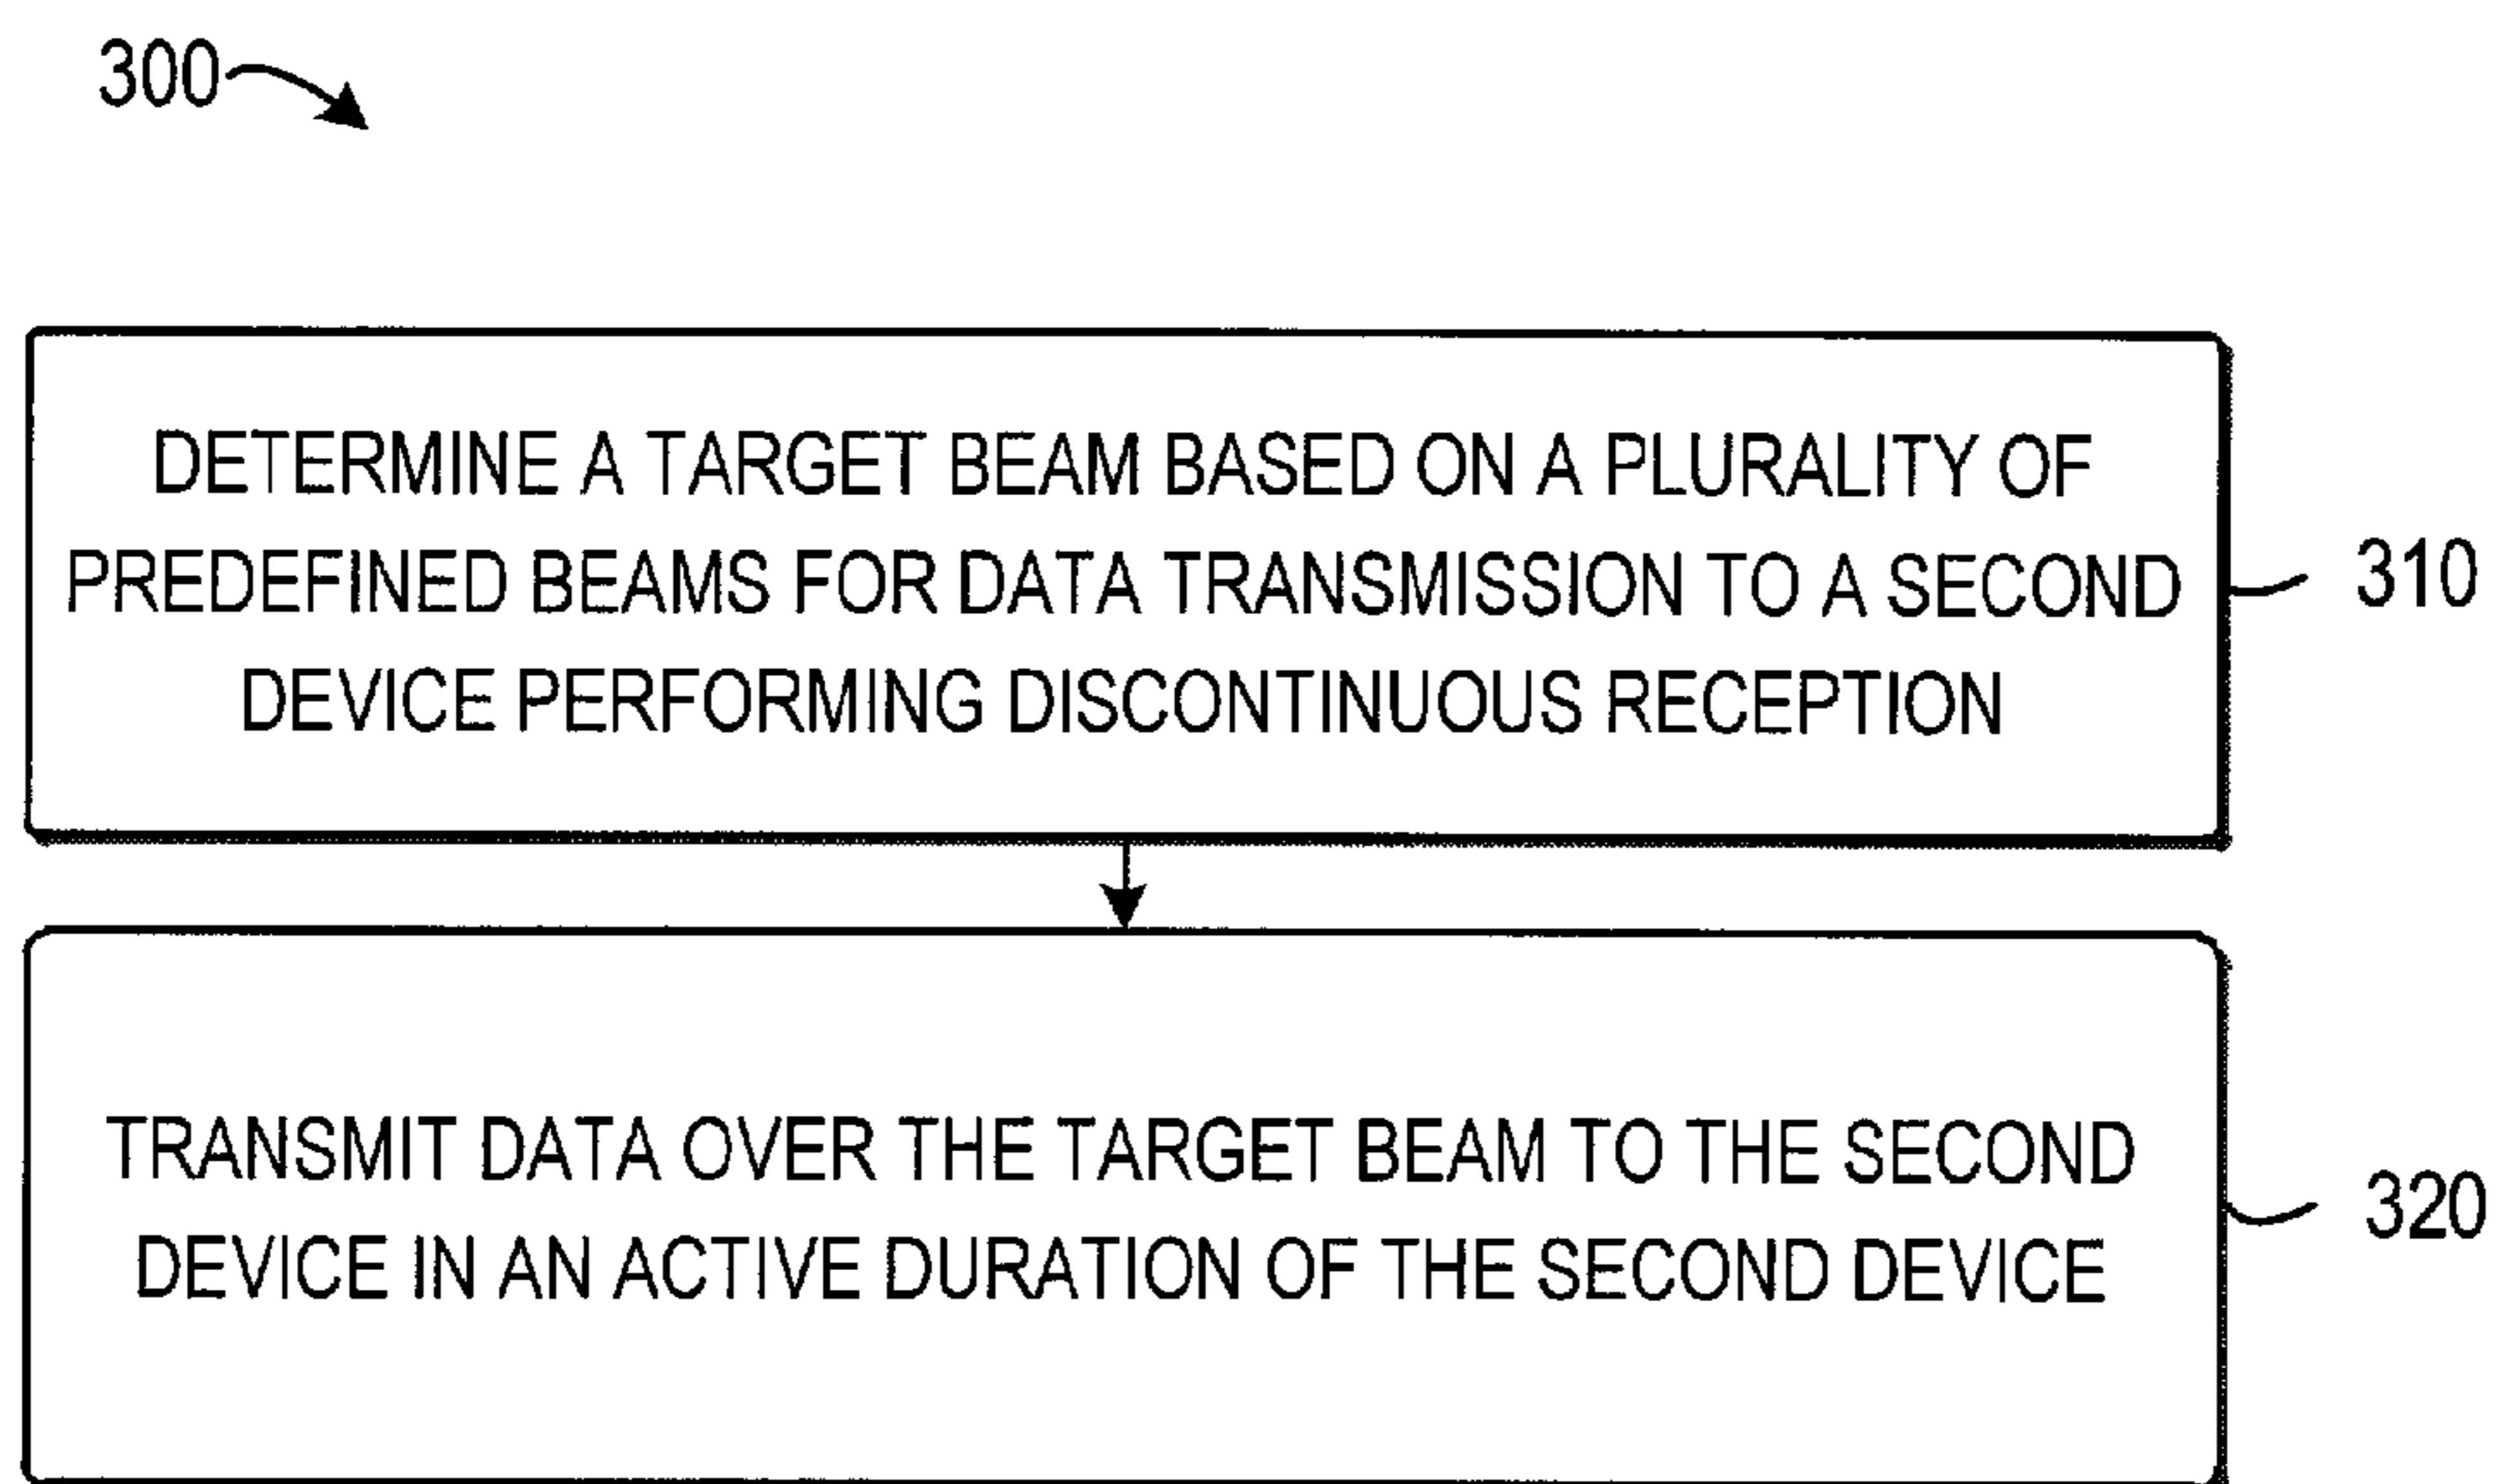 300
DETERMINE A TARGET BEAM BASED ON A PLURALITY OF
PREDEFINED BEAMS FOR DATA TRANSMISSION TO A SECOND
DEVICE PERFORMING DISCONTINUOUS RECEPTION
310
TRANSMIT DATA OVER THE TARGET BEAM TO THE SECOND
DEVICE IN AN ACTIVE DURATION OF THE SECOND DEVICE
320